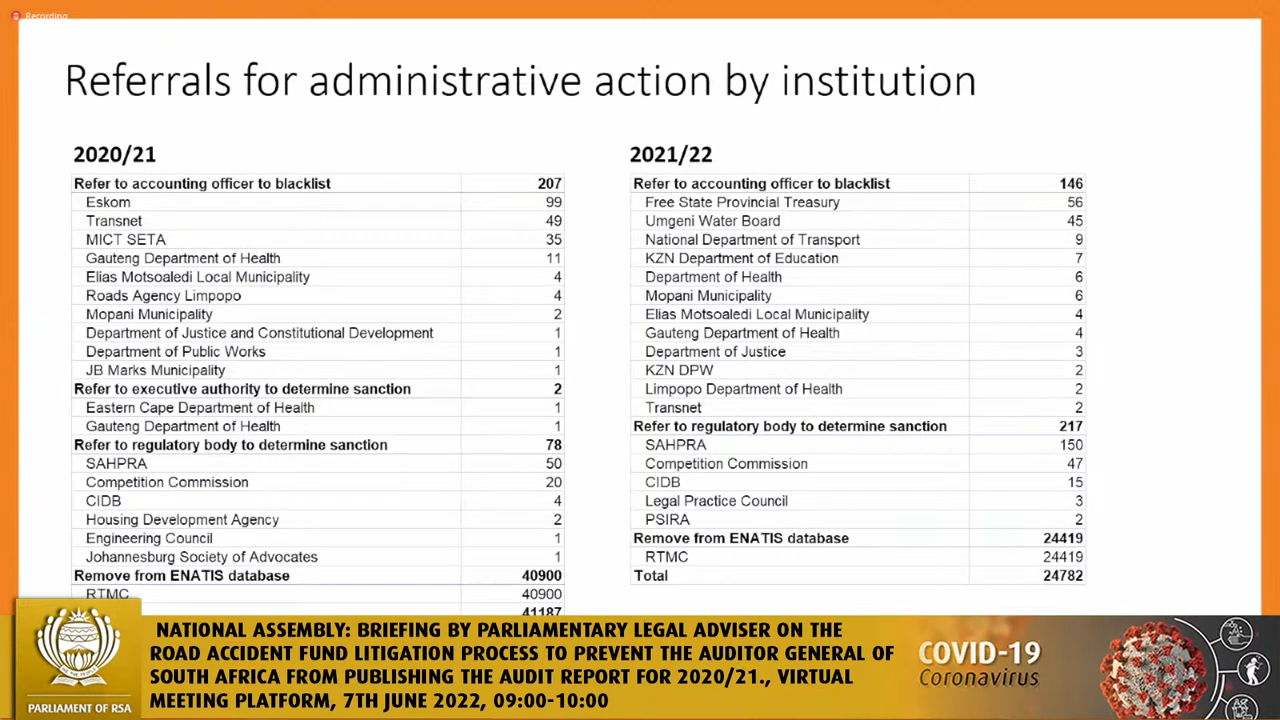 Recording
Referrals for administrative action by institution
2020/21
Refer to accounting officer to blacklist 207
Eskom 99
Transnet 49
MICT SETA 35
Gauteng Department of Health 11
Elias Motsoaledi Local Municipality 4
Roads Agency Limpopo 4
Mopani Municipality 2
Department of Justice and Constitutional Development 1
Department of Public Works 1
JB Marks Municipality 1
Refer to executive authority to determine sanction 2
Eastern Cape Department of Health 1
Gauteng Department of Health 1
Refer to regulatory body to determine sanction 78
SAHPRA 50
Competition Commission 20
CIDB 4
Housing Development Agency 2
Engineering Council 1
Johannesburg Society of Advocates 1
Remove from ENATIS database 40900
RTMC 40900
41187
2021/22
Refer to accounting officer to blacklist 146
Free State Provincial Treasury 56
Umgeni Water Board 45
National Department of Transport 9
KZN Department of Education 7
Department of Health 6
Mopani Municipality 6
Elias Motsoaledi Local Municipality 4
Gauteng Department of Health 4
Department of Justice 3
KZN DPW 2
Limpopo Department of Health 2
Transnet 2
Refer to regulatory body to determine sanction 217
SAHPRA 150
Competition Commission 47
CIDB 15
Legal Practice Council 3
PSIRA 2
Remove from ENATIS database 24419
RTMC 24419
Total 24782
PARLIAMENT OF RSA
NATIONAL ASSEMBLY: BRIEFING BY PARLIAMENTARY LEGAL ADVISER ON THE
ROAD ACCIDENT FUND LITIGATION PROCESS TO PREVENT THE AUDITOR GENERAL OF
SOUTH AFRICA FROM PUBLISHING THE AUDIT REPORT FOR 2020/21., VIRTUAL
MEETING PLATFORM, 7TH JUNE 2022, 09:00-10:00
COVID-19
Coronavirus